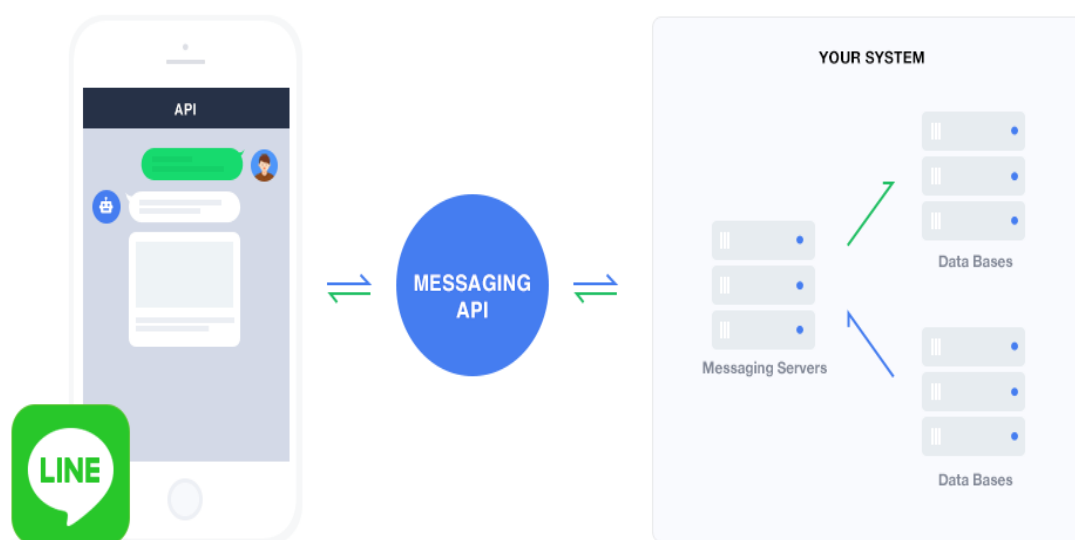 API
LINE
MESSAGING
API
YOUR SYSTEM
Messaging Servers
Data Bases
Data Bases